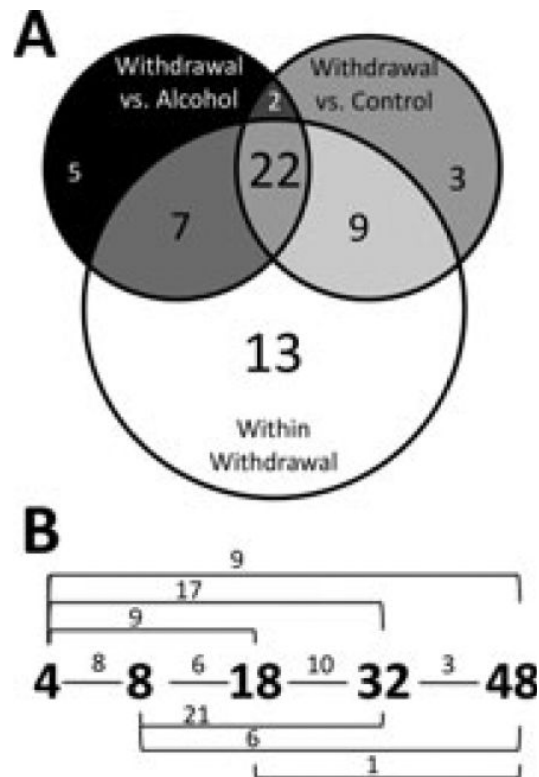 A
Withdrawal
vs. Alcohol
Withdrawal
vs. Control
2
5
22
3
7
9
13
Within
Withdrawal
B
9
17
9
4 8 8 6 18 10 32 3 48
21
6
1